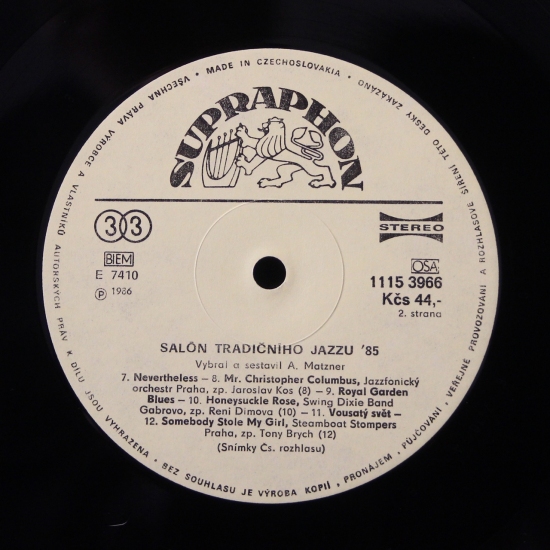 • MADE IN CZECHOSLOVAKIA •
VŠECHNA PRÁVA VÝROBCE A VLASTNÍKŮ AUTORSKÝCH PRÁV K DÍLU JSOU VYHRAZENA • BEZ SOUHLASU JE VÝROBA KOPIÍ • PRONÁJEM • PŮJČOVÁNÍ • VEŘEJNÉ PROVOZOVÁNÍ A ROZHLASOVÉ ŠÍŘENÍ TÉTO DESKY ZAKÁZÁNO •
SUPRAPHON
33
STEREO
BIEM
OSA
E 7410
1115 3966
Ⓟ 1986
Kčs 44,-
2. strana
SALÓN TRADIČNÍHO JAZZU '85
Vybral a sestavil A. Matzner
7. Nevertheless – 8. Mr. Christopher Columbus, Jazzfonický
orchestr Praha, zp. Jaroslav Kos (8) – 9. Royal Garden
Blues – 10. Honeysuckle Rose, Swing Dixie Band
Gabrovo, zp. Reni Dimova (10) – 11. Vousatý svět –
12. Somebody Stole My Girl, Steamboat Stompers
Praha, zp. Tony Brych (12)
(Snímky Čs. rozhlasu)